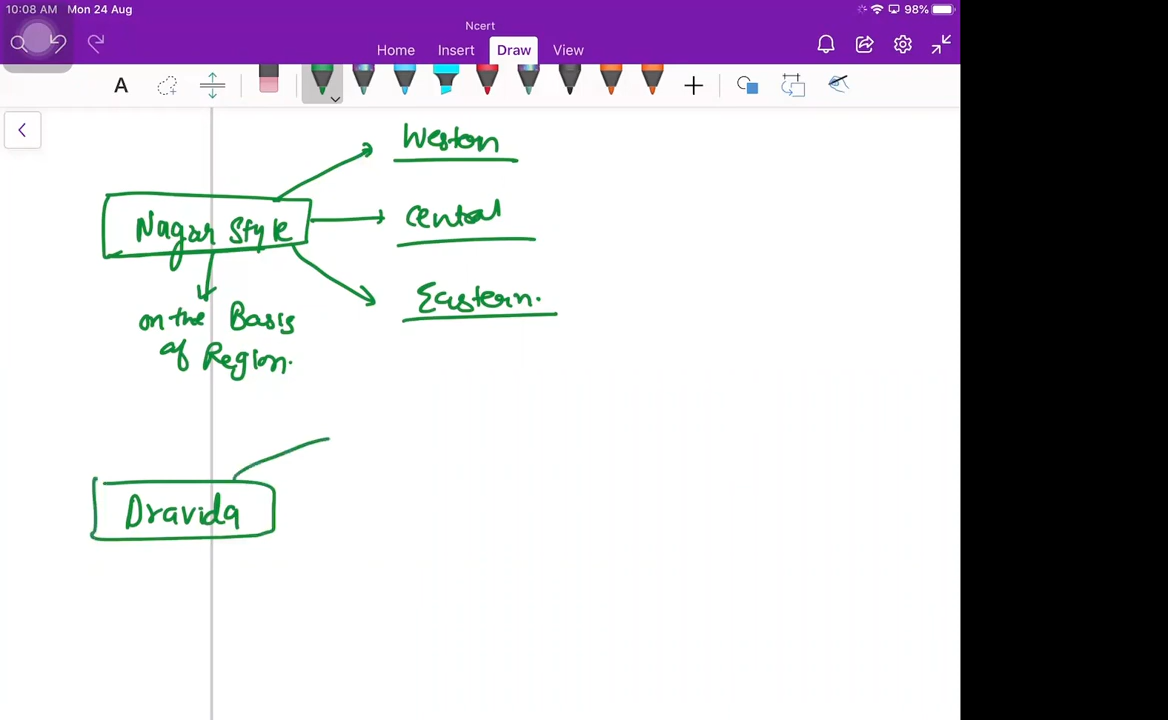 10:08 AM Mon 24 Aug
98%
Ncert
Home Insert Draw View
A
Western
Nagar Style
Central
Eastern.
on the Basis
of Region.
Dravida